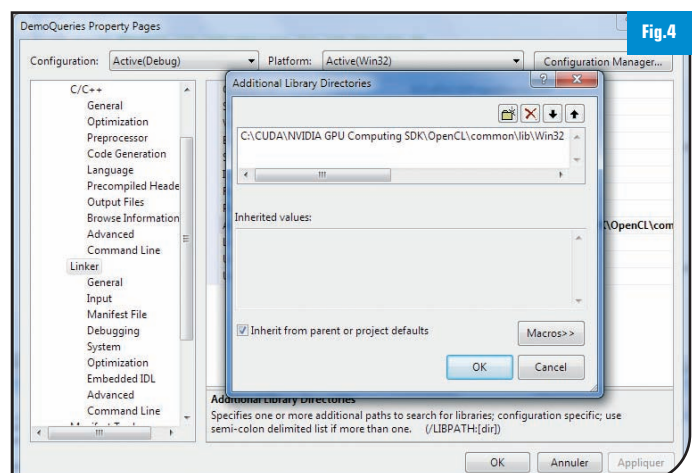 Fig.4
DemoQueries Property Pages
Configuration: Active(Debug) Platform: Active(Win32) Configuration Manager...
C/C++
General
Optimization
Preprocessor
Code Generation
Language
Precompiled Heade
Output Files
Browse Information
Advanced
Command Line
Linker
General
Input
Manifest File
Debugging
System
Optimization
Embedded IDL
Advanced
Command Line
Additional Library Directories
C:\CUDA\NVIDIA GPU Computing SDK\OpenCL\common\lib\Win32
Inherited values:
Inherit from parent or project defaults
Macros>>
OK Cancel
\OpenCL\com
Additional Library Directories
Specifies one or more additional paths to search for libraries; configuration specific; use
semi-colon delimited list if more than one. (/LIBPATH:[dir])
OK Annuler Appliquer